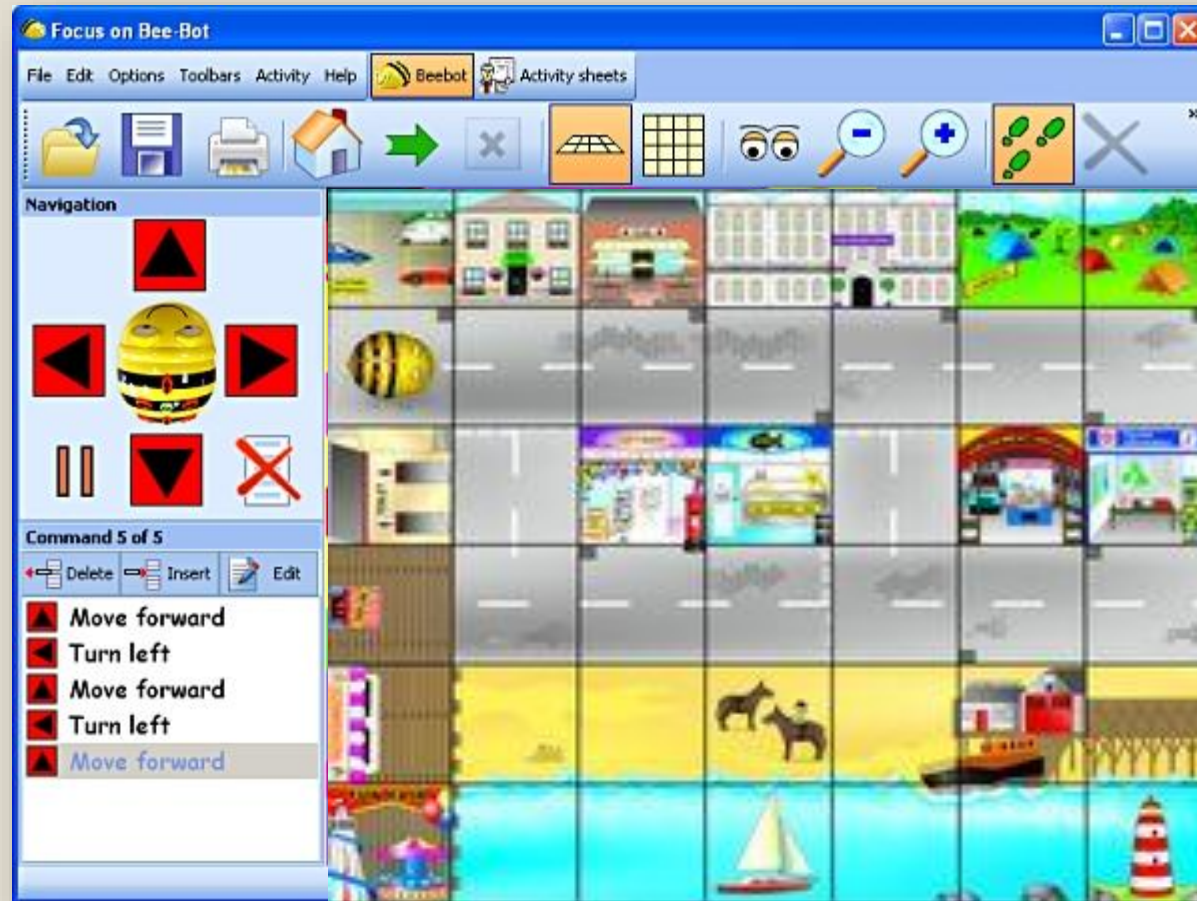 Focus on Bee-Bot
File Edit Options Toolbars Activity Help Beebot Activity sheets
Navigation
Command 5 of 5
Delete Insert Edit
Move forward
Turn left
Move forward
Turn left
Move forward